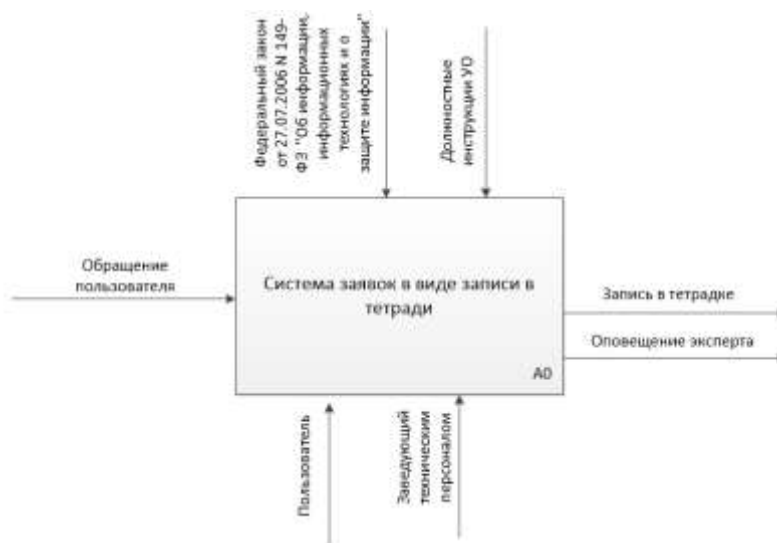 Федеральный закон
от 27.07.2006 N 149-
ФЗ "Об информации,
информационных
технологиях и о
защите информации"
Должностные
инструкции УО
Обращение
пользователя
Система заявок в виде записи в
тетради
A0
Запись в тетрадке
Оповещение эксперта
Пользователь
Заведующий
техническим
персоналом